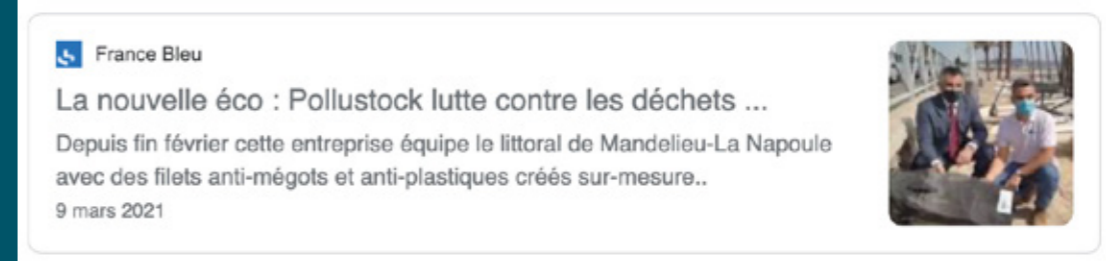 France Bleu
La nouvelle éco : Pollustock lutte contre les déchets ...
Depuis fin février cette entreprise équipe le littoral de Mandelieu-La Napoule
avec des filets anti-mégots et anti-plastiques créés sur-mesure..
9 mars 2021